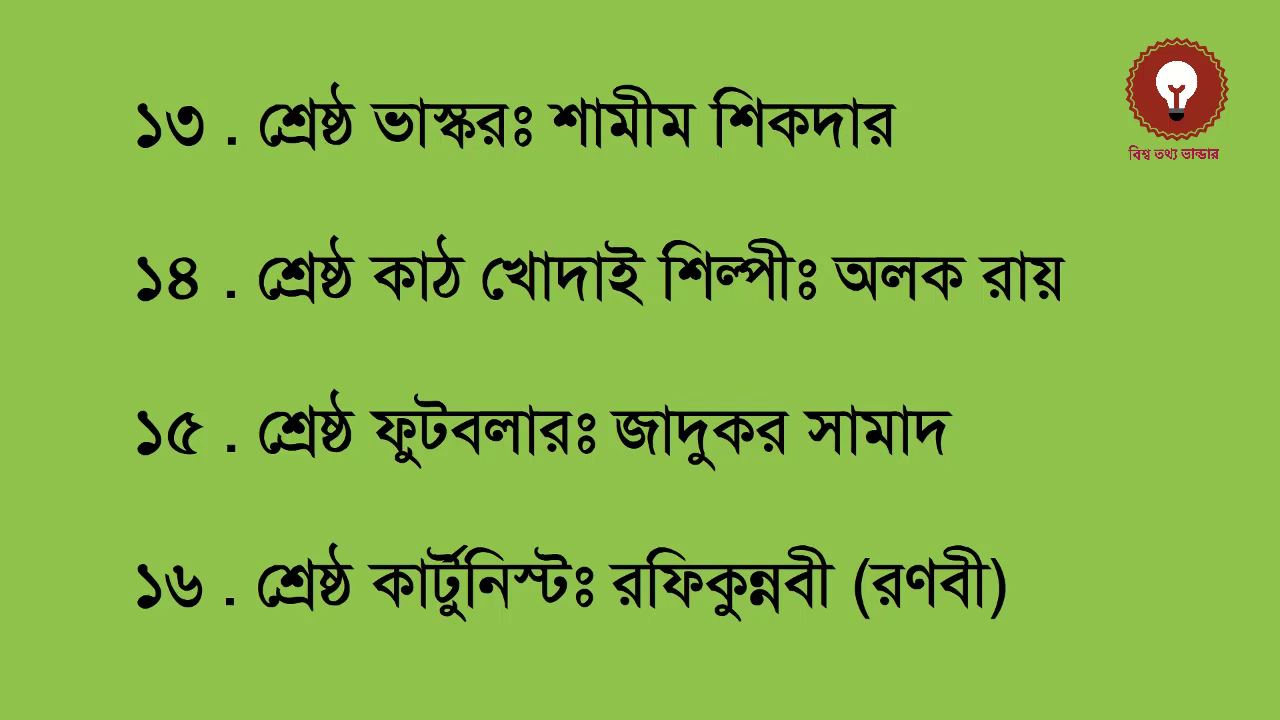 ১৩ . শ্রেষ্ঠ ভাস্করঃ শামীম শিকদার
বিশ্ব তথ্য ভান্ডার
১৪ . শ্রেষ্ঠ কাঠ খোদাই শিল্পীঃ অলক রায়
১৫ . শ্রেষ্ঠ ফুটবলারঃ জাদুকর সামাদ
১৬ . শ্রেষ্ঠ কার্টুনিস্টঃ রফিকুন্নবী (রণবী)